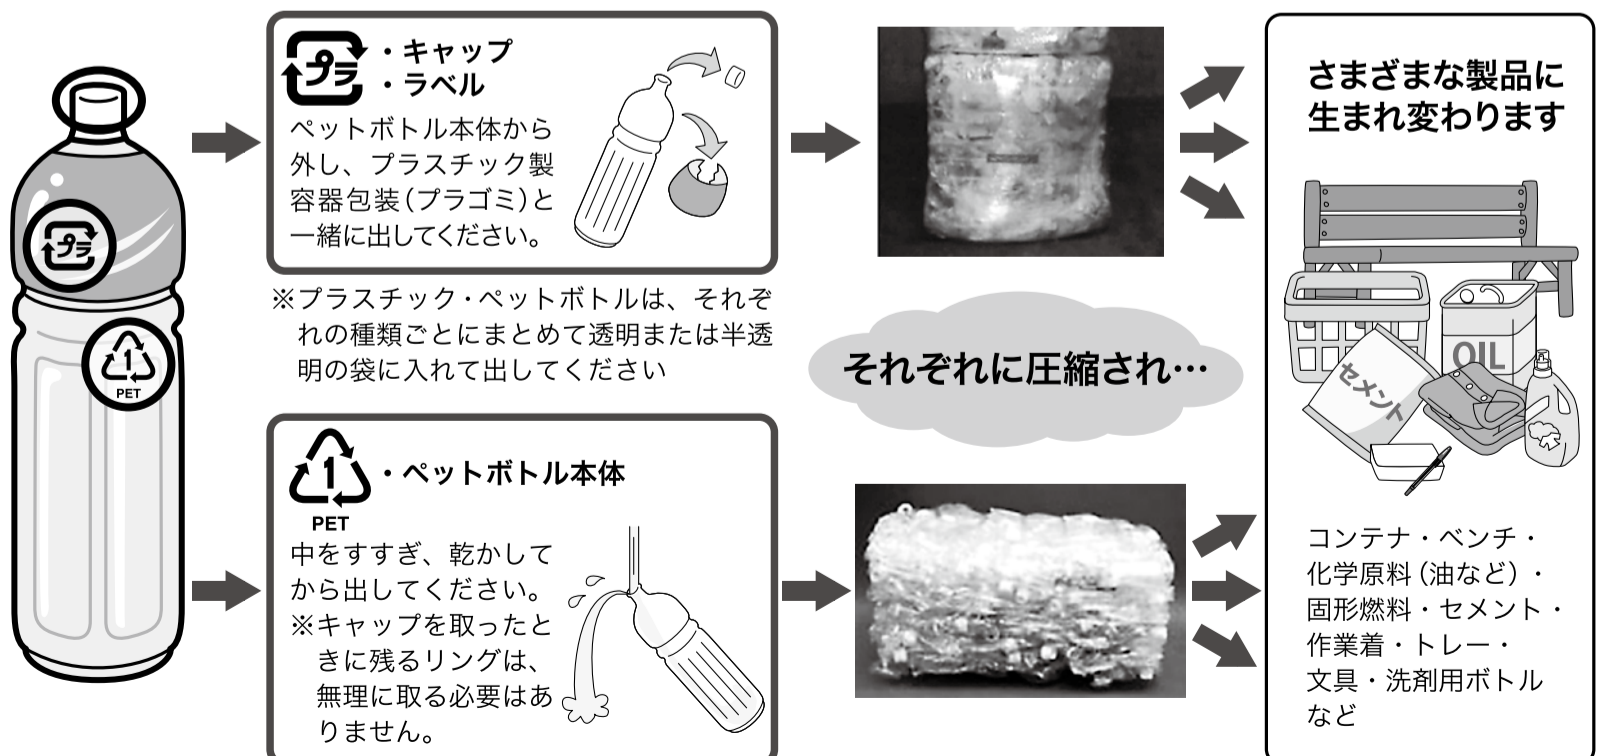 プラ
1
PET
プラ
・キャップ
・ラベル
ペットボトル本体から
外し、プラスチック製
容器包装(プラゴミ)と
一緒に出してください。
※プラスチック・ペットボトルは、それぞ
れの種類ごとにまとめて透明または半透
明の袋に入れて出してください
1
PET
・ペットボトル本体
中をすすぎ、乾かして
から出してください。
※キャップを取ったと
きに残るリングは、
無理に取る必要はあ
りません。
それぞれに圧縮され…
さまざまな製品に
生まれ変わります
OIL
セメント
コンテナ・ベンチ・
化学原料(油など)・
固形燃料・セメント・
作業着・トレー・
文具・洗剤用ボトル
など